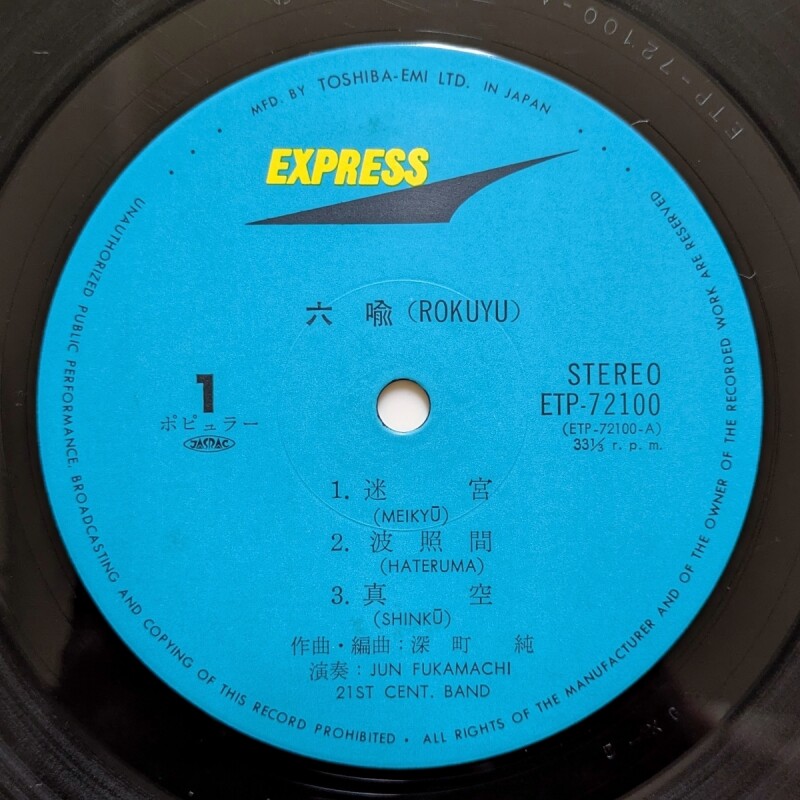 MFD. BY TOSHIBA-EMI LTD. IN JAPAN
EXPRESS
六 喩 (ROKUYU)
1
ポピュラー
JASRAC
STEREO
ETP-72100
(ETP-72100-A)
33⅓ r. p. m.
1. 迷 宮
(MEIKYŪ)
2. 波 照 間
(HATERUMA)
3. 真 空
(SHINKŪ)
作曲・編曲：深 町 純
演奏：JUN FUKAMACHI
21ST CENT. BAND
UNAUTHORIZED PUBLIC PERFORMANCE, BROADCASTING AND COPYING OF THIS RECORD PROHIBITED • ALL RIGHTS OF THE MANUFACTURER AND OF THE OWNER OF THE RECORDED WORK ARE RESERVED
ETP-72100-A